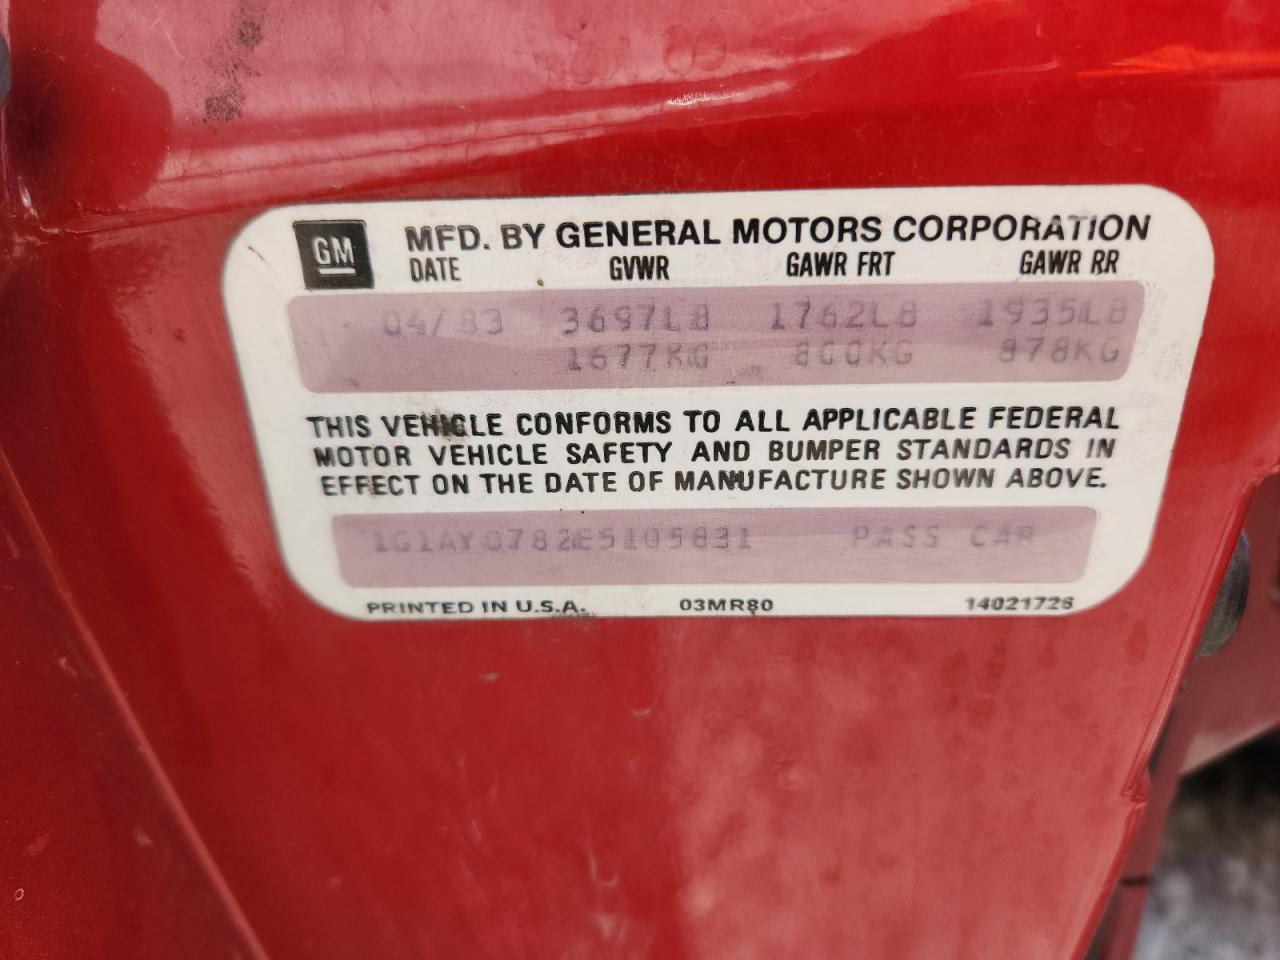 GM MFD. BY GENERAL MOTORS CORPORATION
DATE GVWR GAWR FRT GAWR RR
04/83 3697LB 1762LB 1935LB
1677KG 800KG 878KG
THIS VEHICLE CONFORMS TO ALL APPLICABLE FEDERAL
MOTOR VEHICLE SAFETY AND BUMPER STANDARDS IN
EFFECT ON THE DATE OF MANUFACTURE SHOWN ABOVE.
1G1AY0782E5105831 PASS CAR
PRINTED IN U.S.A. 03MR80 14021726